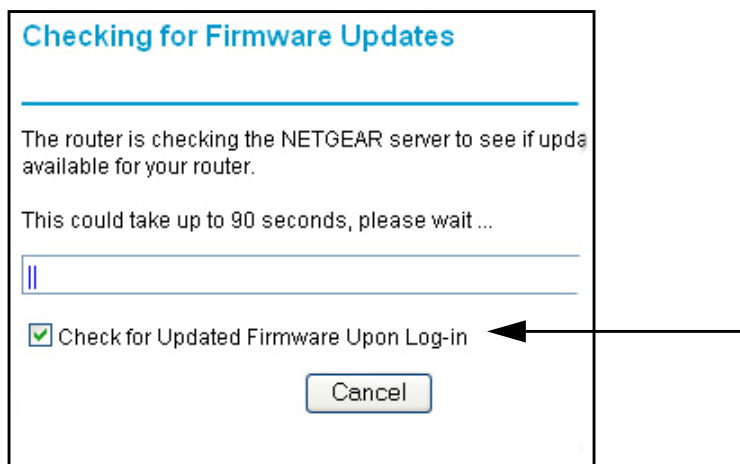 Checking for Firmware Updates
The router is checking the NETGEAR server to see if upda
available for your router.
This could take up to 90 seconds, please wait ...
Check for Updated Firmware Upon Log-in
Cancel